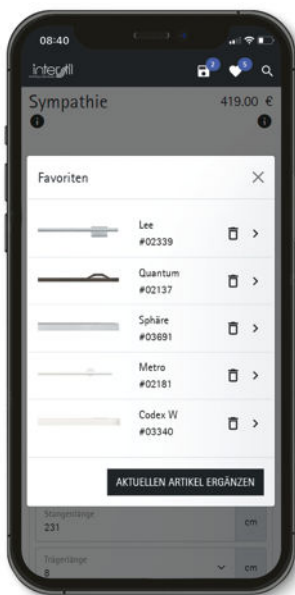 08:40
interstil
2
5
Sympathie
419.00 €
Favoriten
Lee
#02339
Quantum
#02137
Sphäre
#03691
Metro
#02181
Codex W
#03340
AKTUELLEN ARTIKEL ERGÄNZEN
Stangenlänge
231
cm
Trägerlänge
8
cm